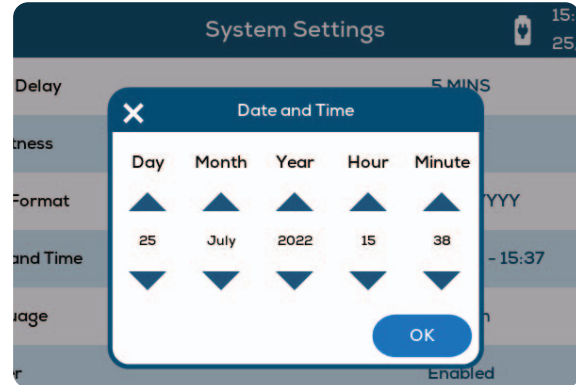 System Settings
15:
25
Delay
5 MINS
Date and Time
tness
Day Month Year Hour Minute
Format
YYYY
25 July 2022 15 38
and Time
- 15:37
uage
OK
r
Enabled